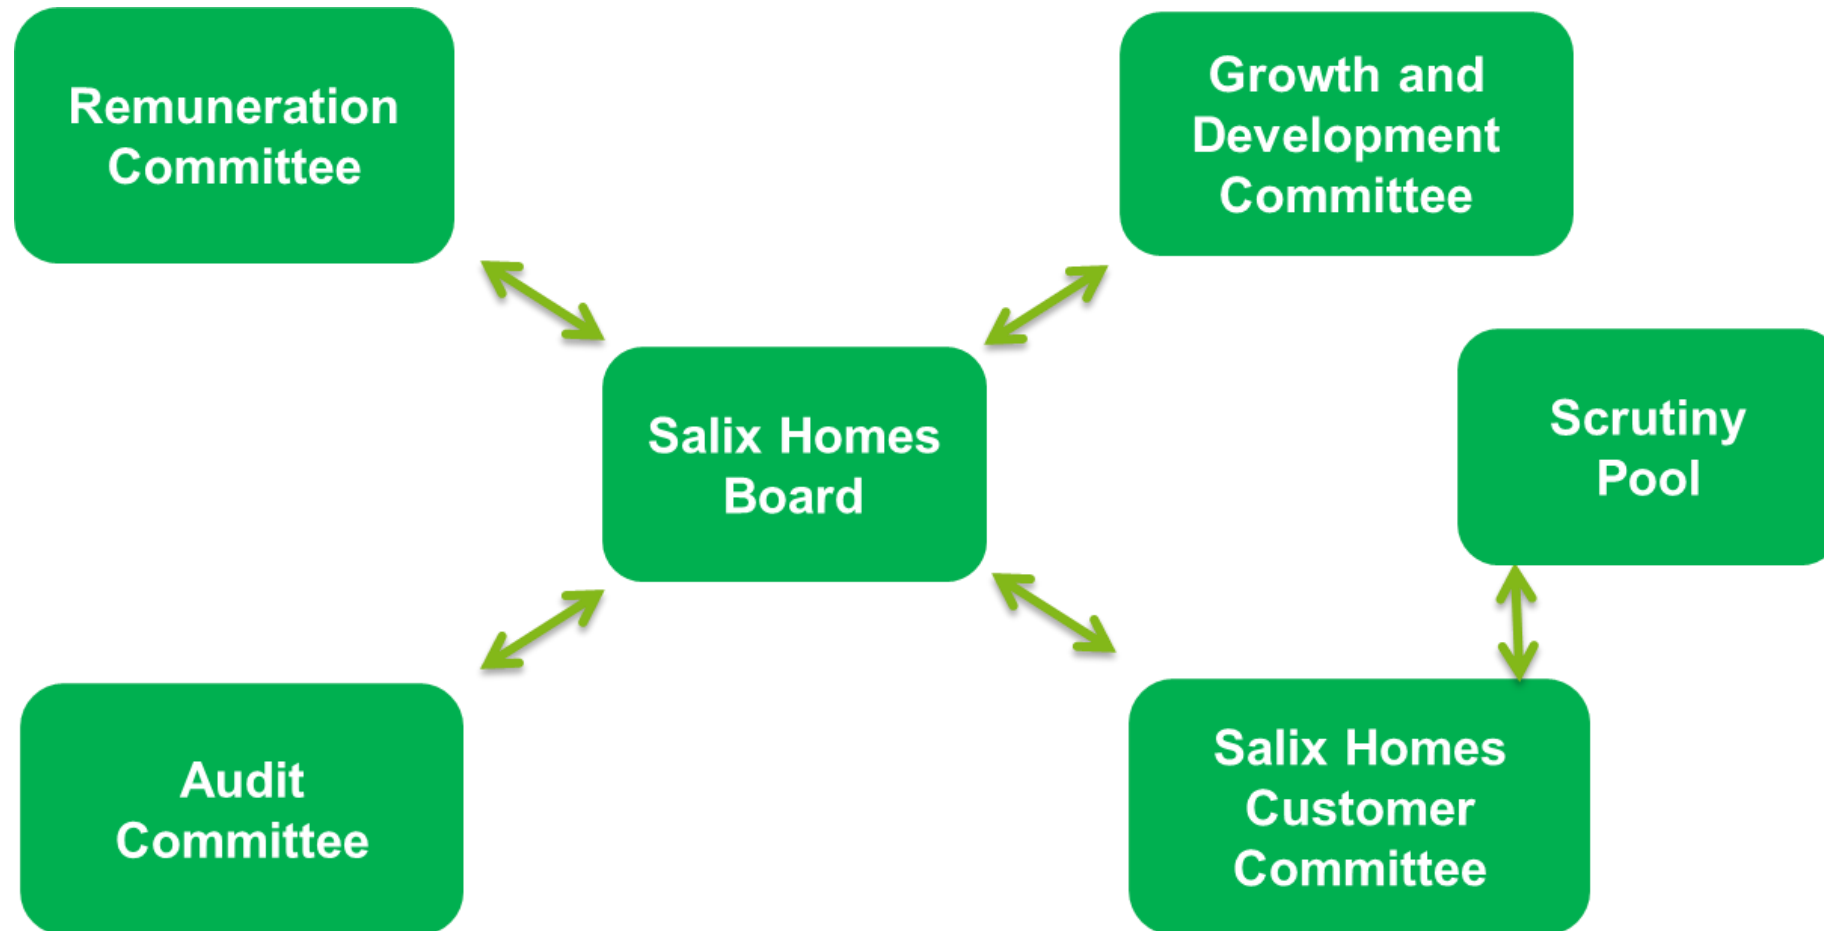 Remuneration
Committee
Growth and
Development
Committee
Salix Homes
Board
Scrutiny
Pool
Audit
Committee
Salix Homes
Customer
Committee